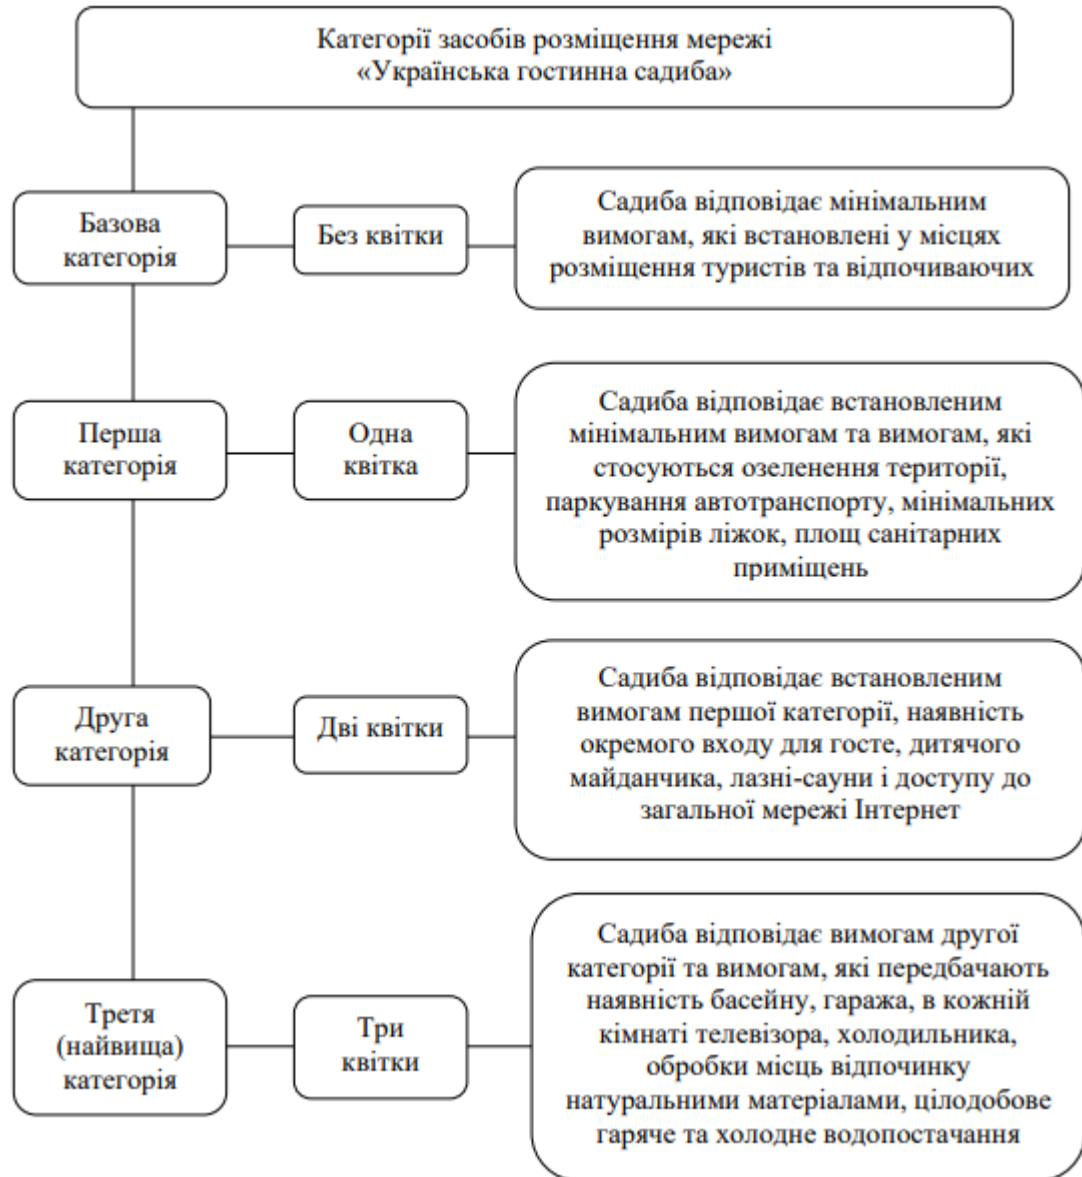 Категорії засобів розміщення мережі
«Українська гостинна садиба»
Базова
категорія
Без квітки
Садиба відповідає мінімальним
вимогам, які встановлені у місцях
розміщення туристів та відпочиваючих
Перша
категорія
Одна
квітка
Садиба відповідає встановленим
мінімальним вимогам та вимогам, які
стосуються озеленення території,
паркування автотранспорту, мінімальних
розмірів ліжок, площ санітарних
приміщень
Друга
категорія
Дві квітки
Садиба відповідає встановленим
вимогам першої категорії, наявність
окремого входу для госте, дитячого
майданчика, лазні-сауни і доступу до
загальної мережі Інтернет
Третя
(найвища)
категорія
Три
квітки
Садиба відповідає вимогам другої
категорії та вимогам, які передбачають
наявність басейну, гаража, в кожній
кімнаті телевізора, холодильника,
обробки місць відпочинку
натуральними матеріалами, цілодобове
гаряче та холодне водопостачання